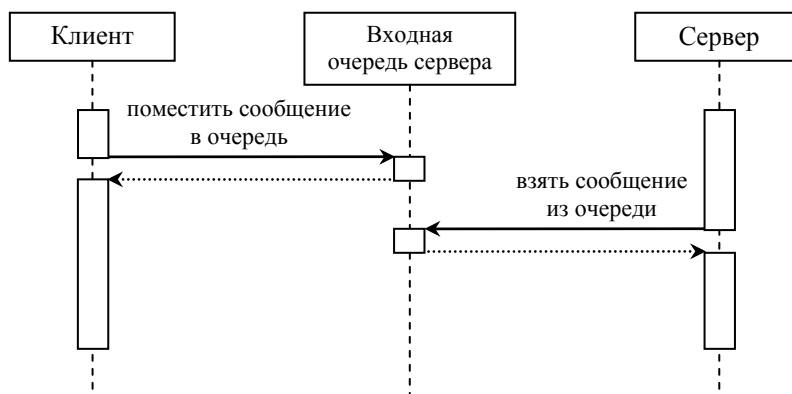 Клиент
Входная
очередь сервера
Сервер
поместить сообщение
в очередь
взять сообщение
из очереди